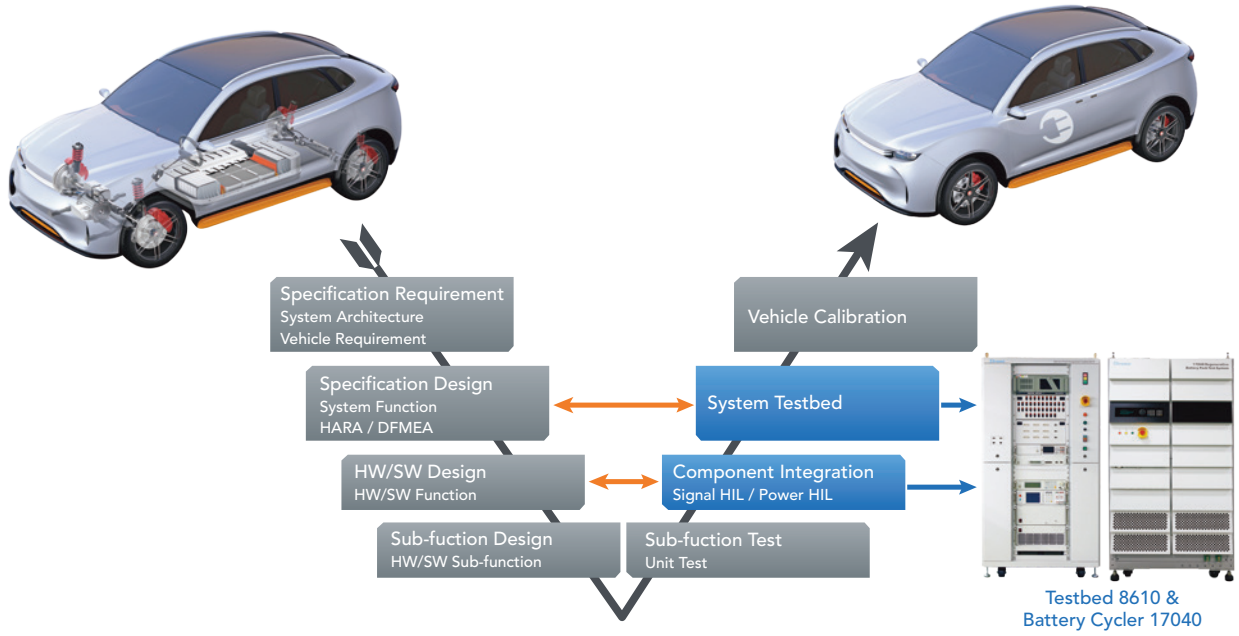 Specification Requirement
System Architecture
Vehicle Requirement
Vehicle Calibration
Specification Design
System Function
HARA / DFMEA
System Testbed
HW/SW Design
HW/SW Function
Component Integration
Signal HIL / Power HIL
Sub-fuction Design
HW/SW Sub-function
Sub-fuction Test
Unit Test
Testbed 8610 &
Battery Cycler 17040